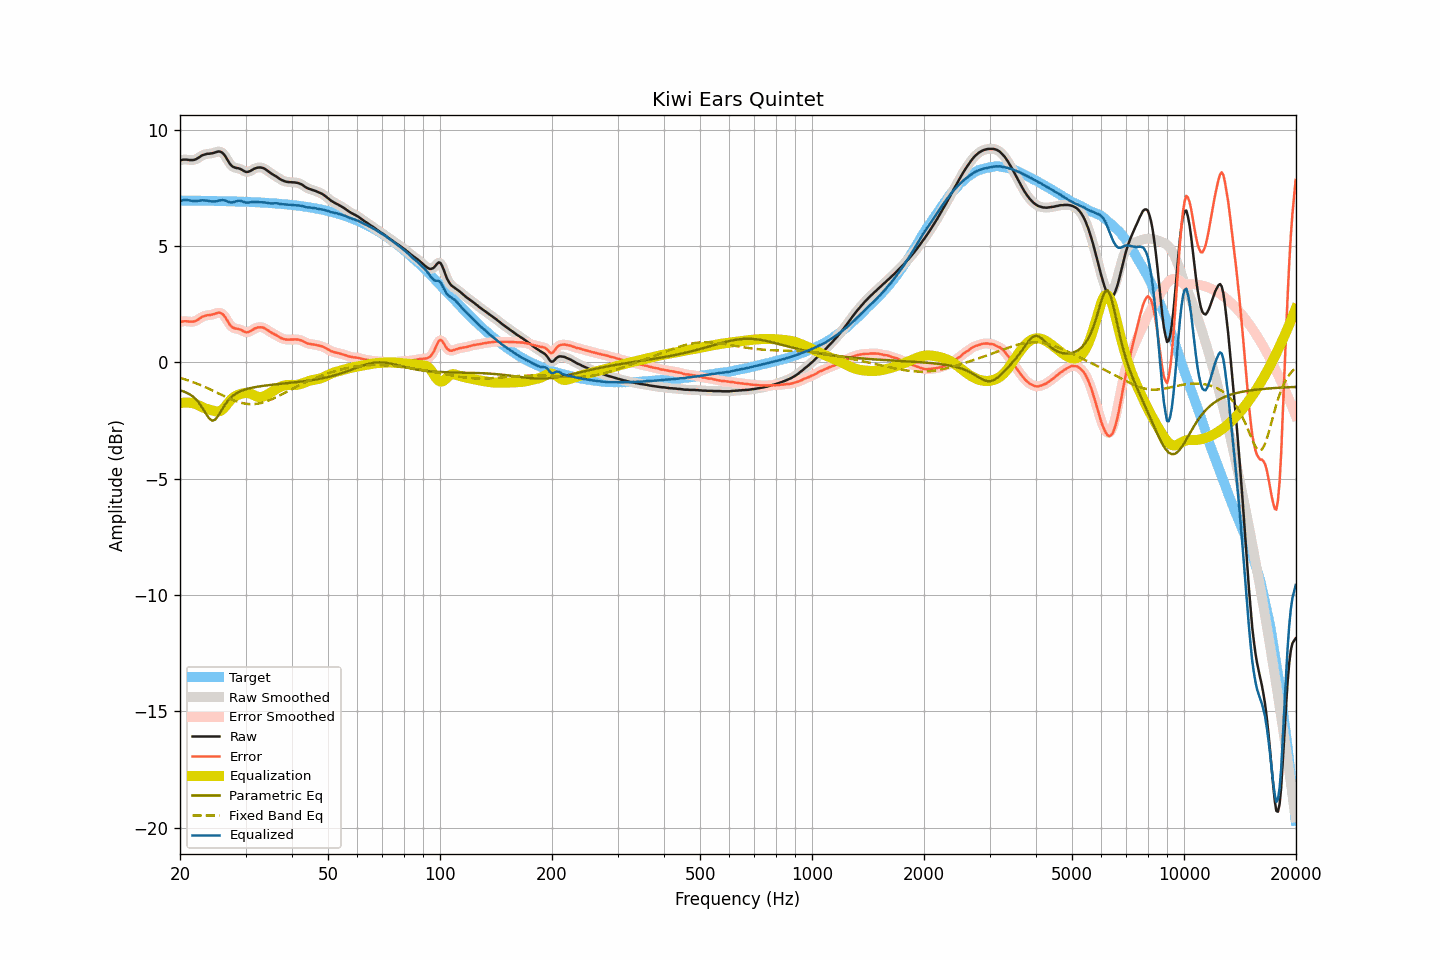 Kiwi Ears Quintet
10
5
0
−5
−10
−15
−20
Amplitude (dBr)
Target
Raw Smoothed
Error Smoothed
Raw
Error
Equalization
Parametric Eq
Fixed Band Eq
Equalized
20 50 100 200 500 1000 2000 5000 10000 20000
Frequency (Hz)